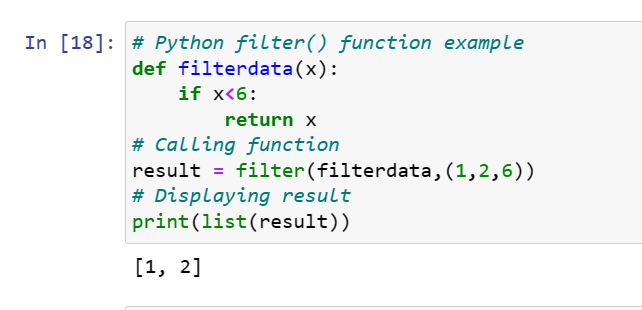 In [18]: # Python filter() function example
def filterdata(x):
    if x<6:
        return x
# Calling function
result = filter(filterdata,(1,2,6))
# Displaying result
print(list(result))
[1, 2]